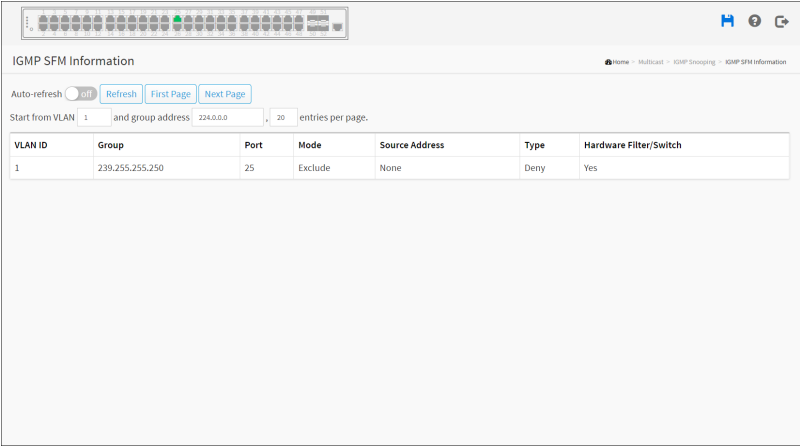 IGMP SFM Information
Home > Multicast > IGMP Snooping > IGMP SFM Information
Auto-refresh off Refresh First Page Next Page
Start from VLAN 1 and group address 224.0.0.0 , 20 entries per page.
VLAN ID Group Port Mode Source Address Type Hardware Filter/Switch
1 239.255.255.250 25 Exclude None Deny Yes